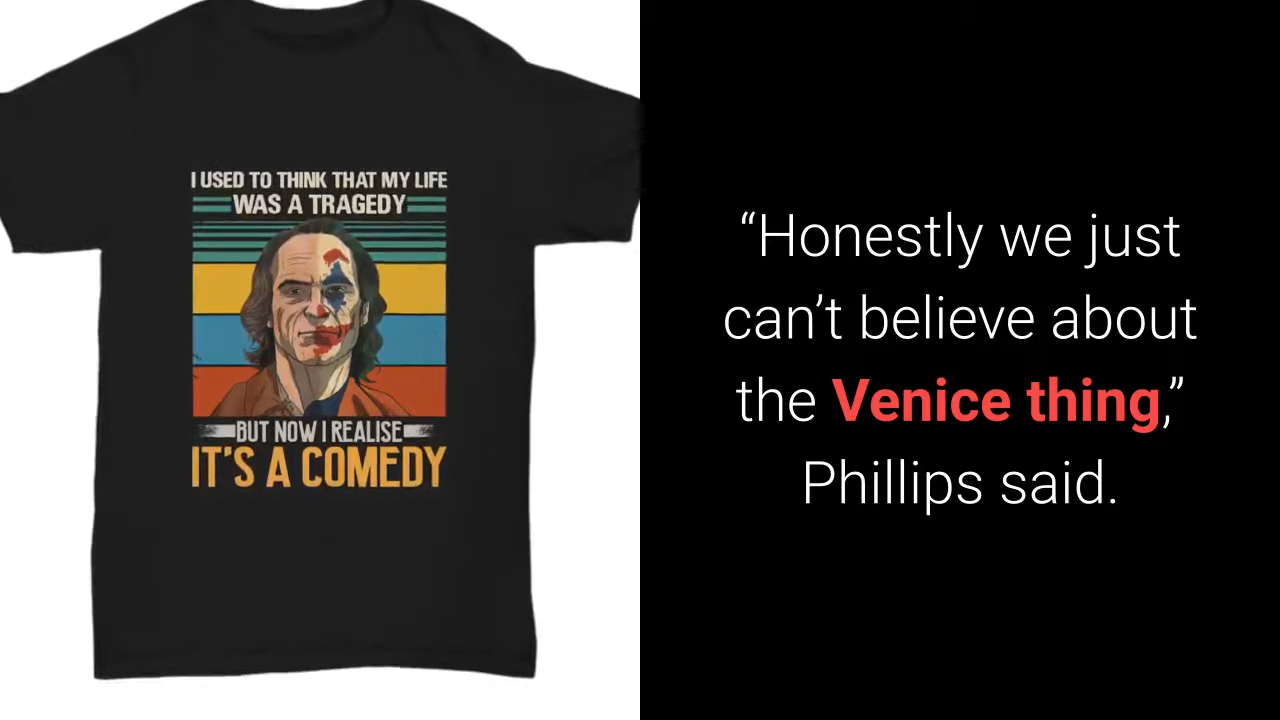 I USED TO THINK THAT MY LIFE
WAS A TRAGEDY
BUT NOW I REALISE
IT'S A COMEDY
“Honestly we just
can’t believe about
the Venice thing,”
Phillips said.